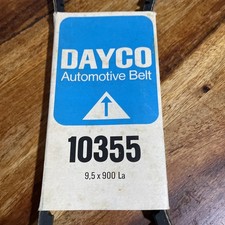 DAYCO
Automotive Belt
10355
9,5 x 900 La